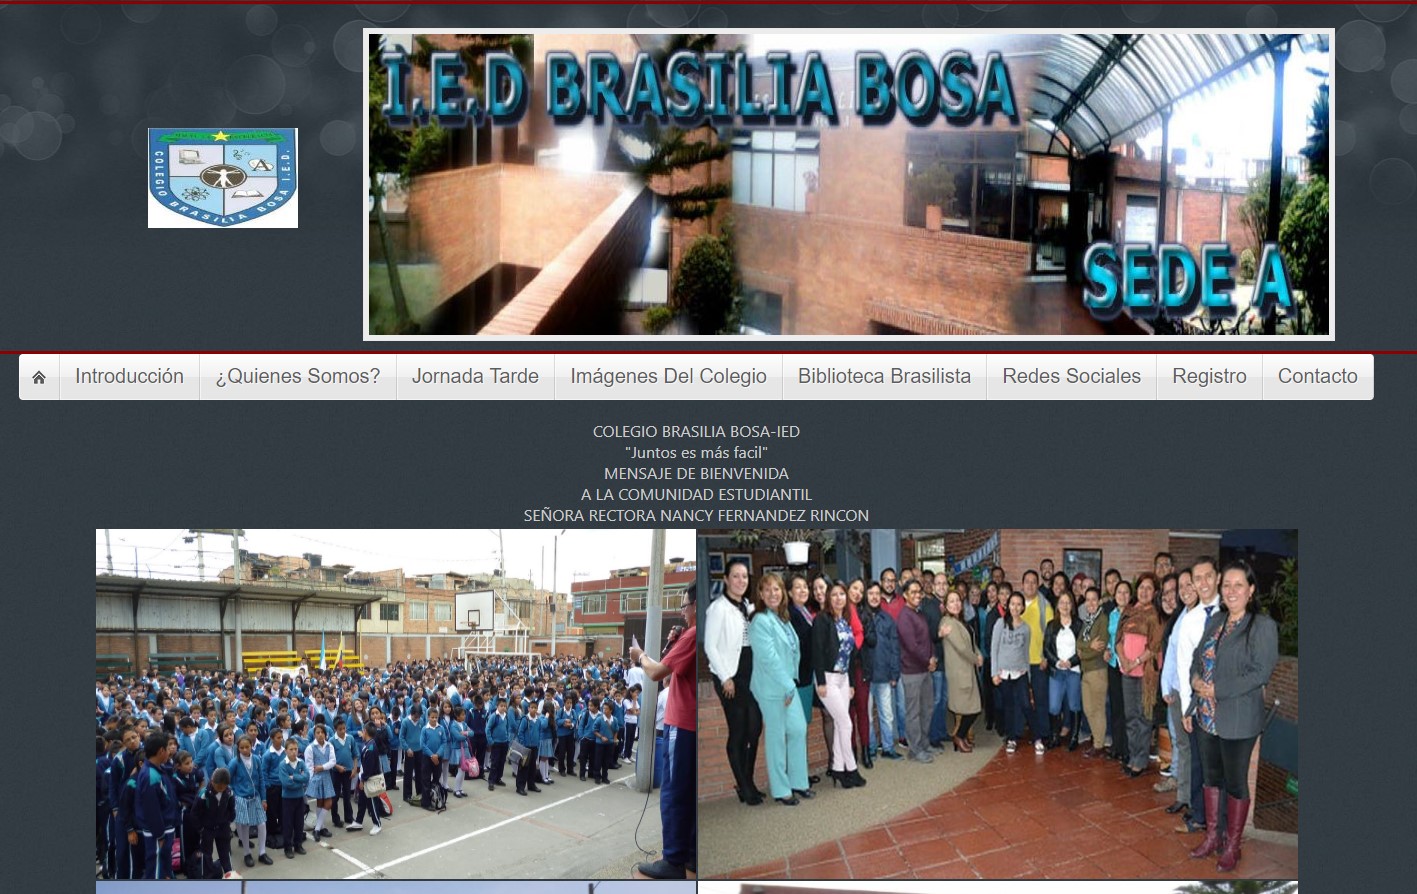 I.E.D BRASILIA BOSA
COLEGIO BRASILIA BOSA I.E.D.
SEDE A
Introducción
¿Quienes Somos?
Jornada Tarde
Imágenes Del Colegio
Biblioteca Brasilista
Redes Sociales
Registro
Contacto
COLEGIO BRASILIA BOSA-IED
"Juntos es más facil"
MENSAJE DE BIENVENIDA
A LA COMUNIDAD ESTUDIANTIL
SEÑORA RECTORA NANCY FERNANDEZ RINCON